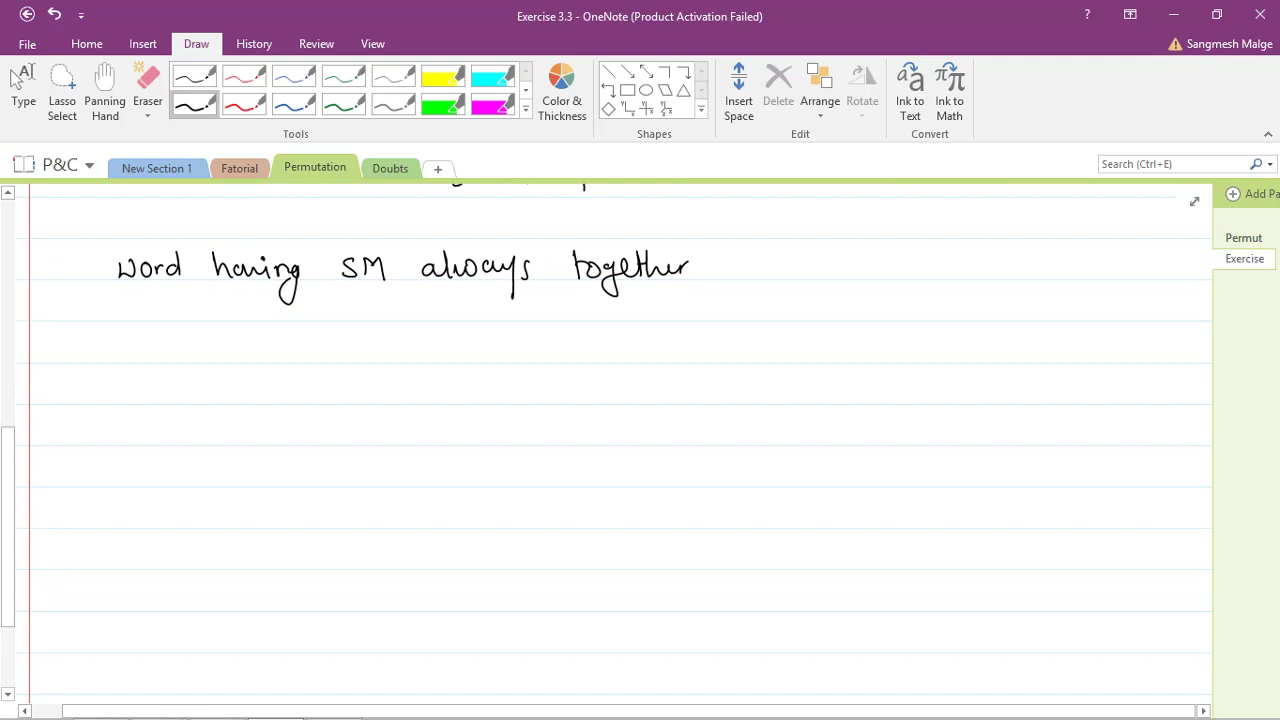 Exercise 3.3 - OneNote (Product Activation Failed)
?
File Home Insert Draw History Review View
Sangmesh Malge
Type
Lasso Select
Panning Hand
Eraser
Color & Thickness
Insert Space
Delete
Arrange
Rotate
Ink to Text
Ink to Math
Tools Shapes Edit Convert
P&C New Section 1 Fatorial Permutation Doubts +
Search (Ctrl+E)
Add Pa
Permut
Exercise
word having SM always together